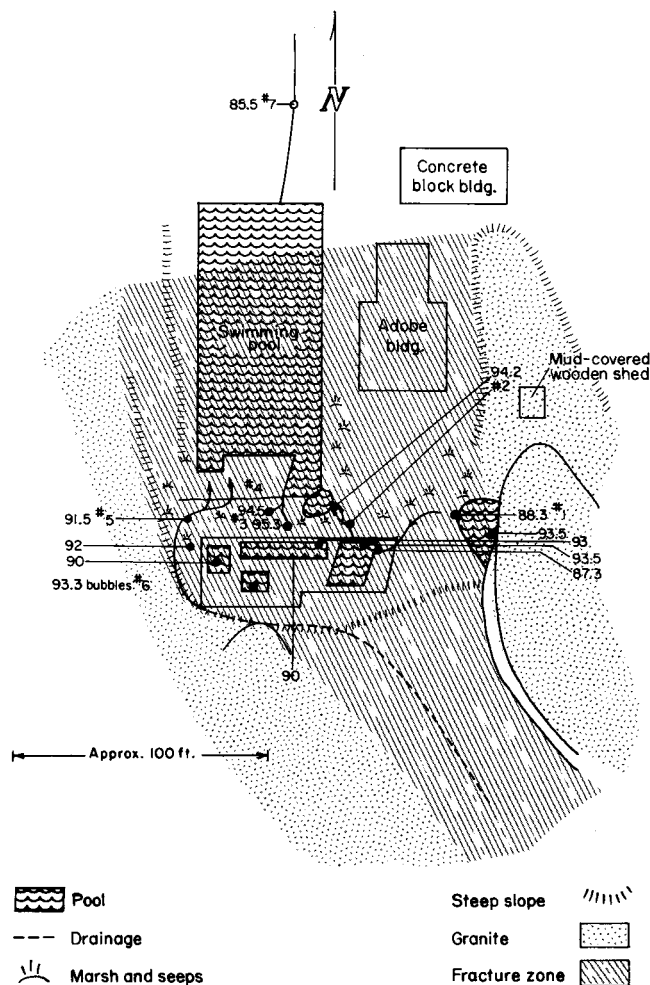 N
85.5 #7
Concrete
block bldg.
Swimming
pool
Adobe
bldg.
94.2
#2
Mud-covered
wooden shed
#4
94.5
#3 95.3
91.5 #5
88.3 #1
92
93.5
93
90
93.5
93.3 bubbles #6
87.3
90
Approx. 100 ft.
Pool
Drainage
Marsh and seeps
Steep slope
Granite
Fracture zone